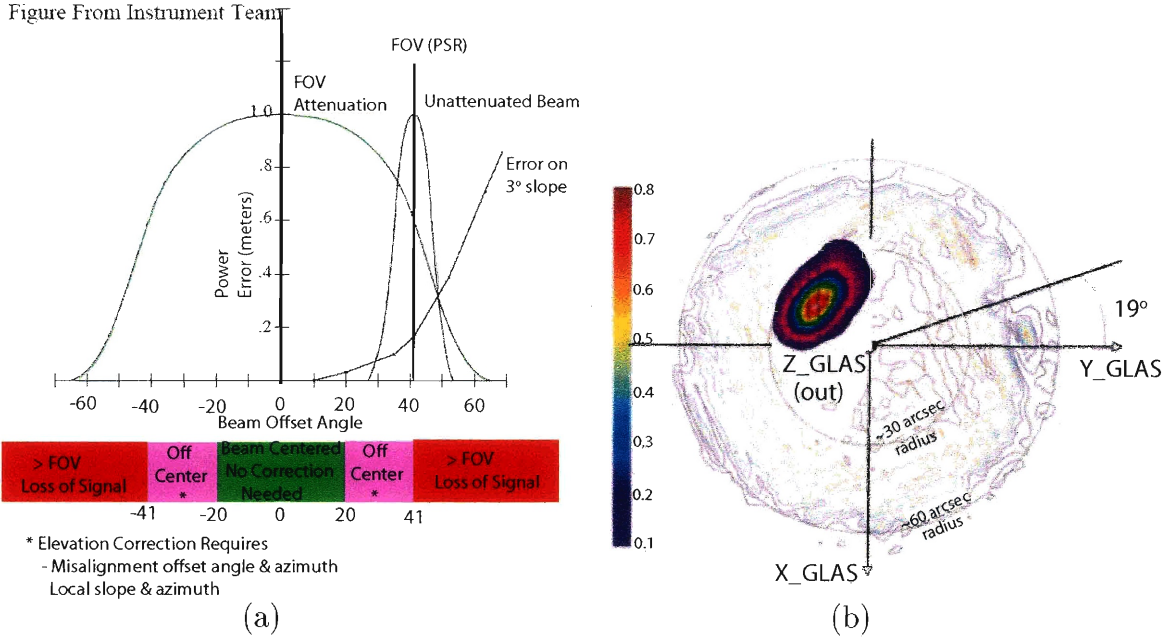 Figure From Instrument Team
FOV (PSR)
FOV
Attenuation
Unattenuated Beam
Error on
3° slope
1.0
.8
.6
.4
.2
Power
Error (meters)
-60 -40 -20 0 20 40 60
Beam Offset Angle
> FOV
Loss of Signal
Off
Center
*
Beam Centered
No Correction
Needed
Off
Center
*
> FOV
Loss of Signal
-41 -20 0 20 41
* Elevation Correction Requires
- Misalignment offset angle & azimuth
Local slope & azimuth
(a)
0.8
0.7
0.6
0.5
0.4
0.3
0.2
0.1
19°
Y_GLAS
Z_GLAS
(out)
~30 arcsec
radius
~60 arcsec
radius
X_GLAS
(b)